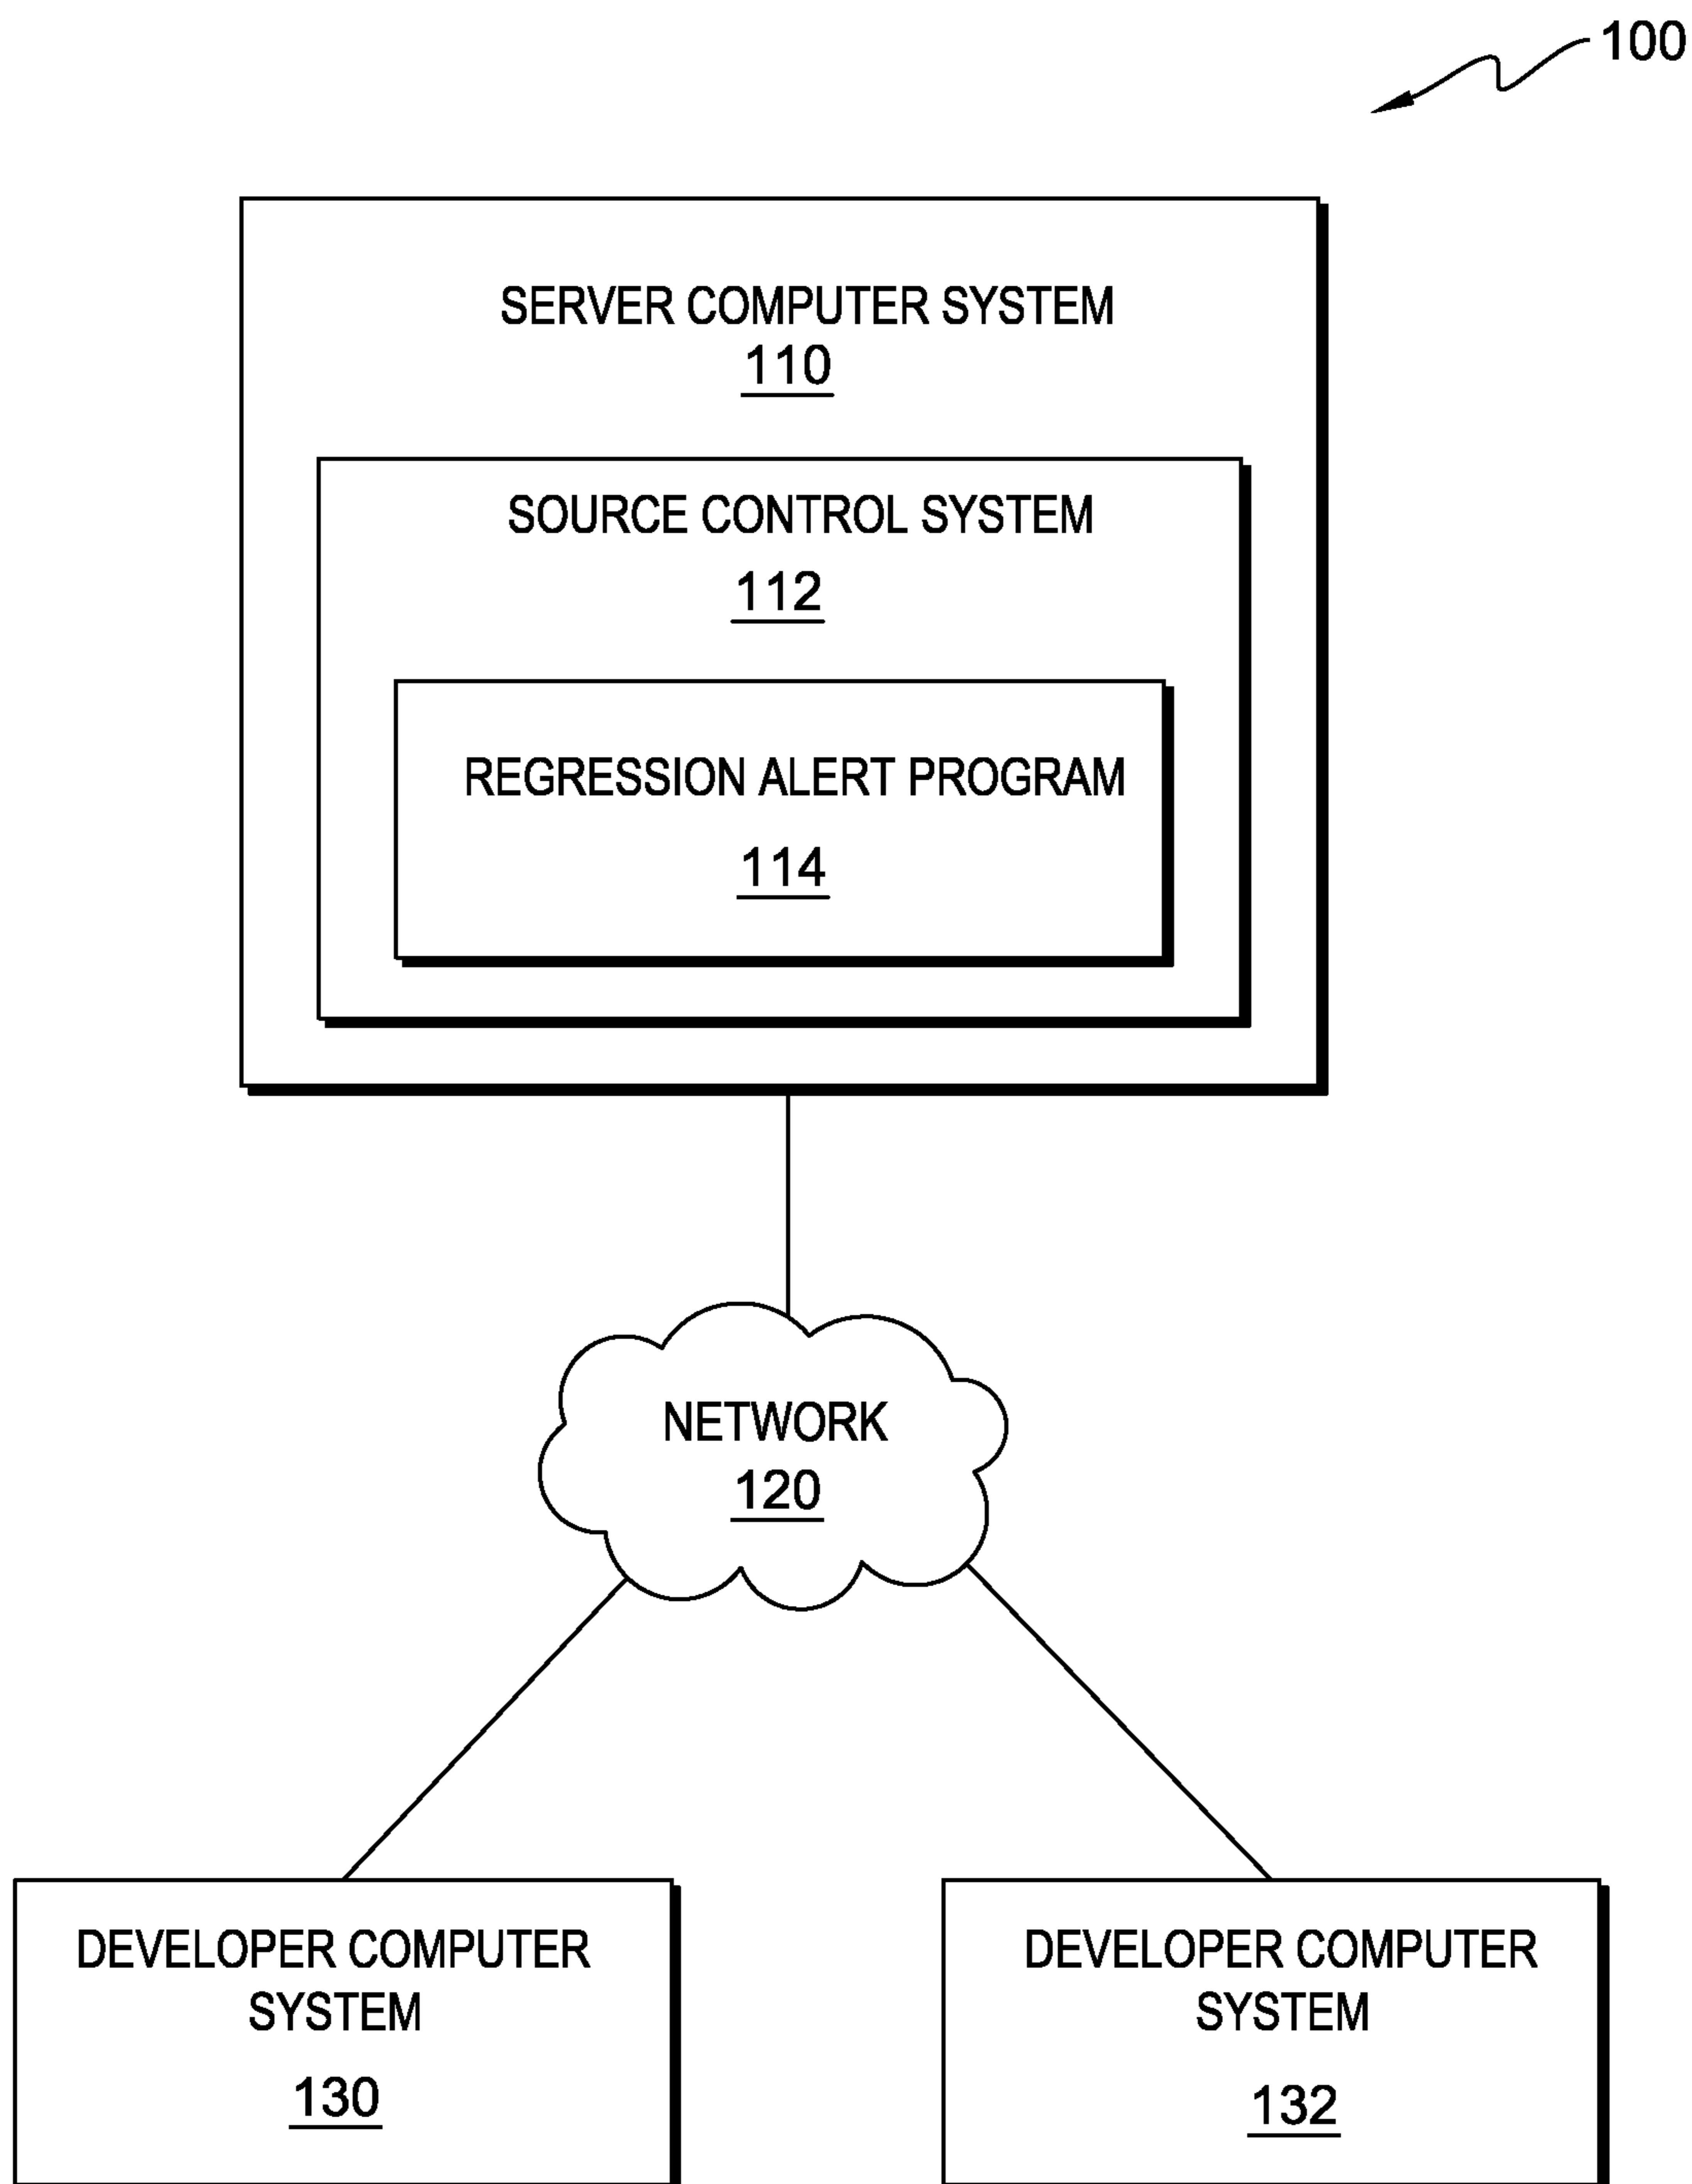 100
SERVER COMPUTER SYSTEM
110
SOURCE CONTROL SYSTEM
112
REGRESSION ALERT PROGRAM
114
NETWORK
120
DEVELOPER COMPUTER
SYSTEM
130
DEVELOPER COMPUTER
SYSTEM
132